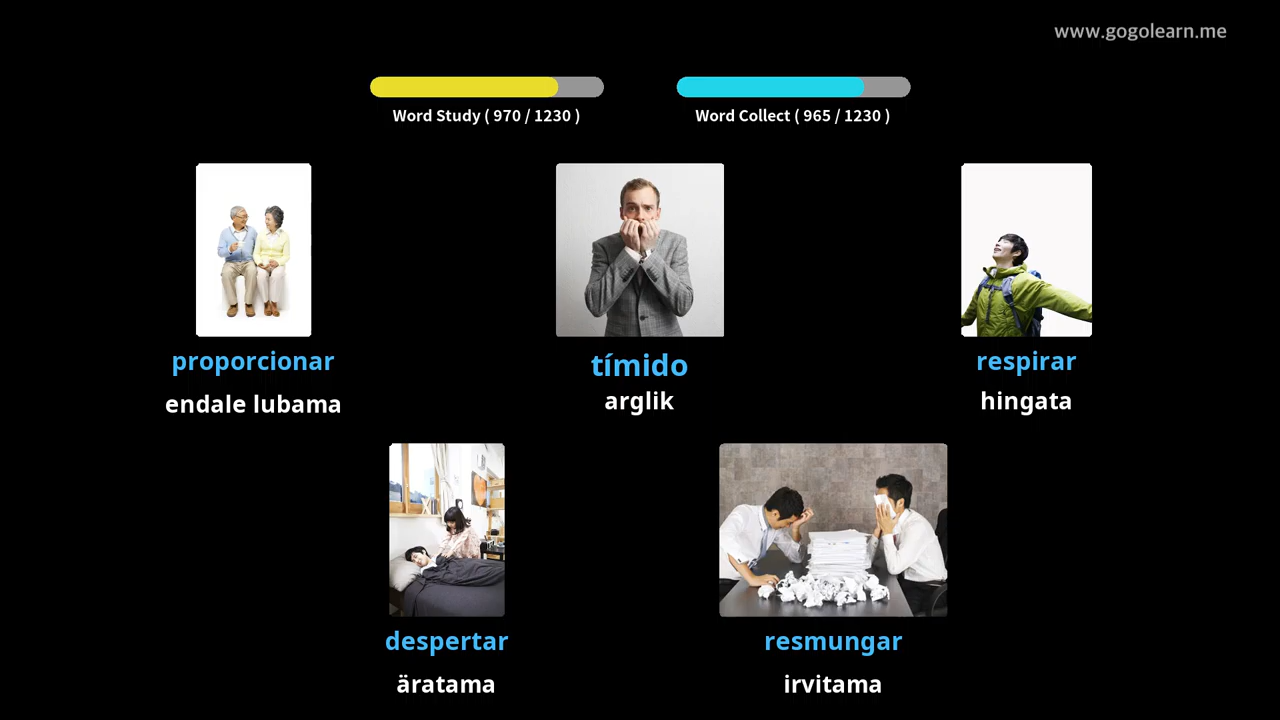 www.gogolearn.me
Word Study ( 970 / 1230 )
Word Collect ( 965 / 1230 )
proporcionar
endale lubama
tímido
arglik
respirar
hingata
despertar
äratama
resmungar
irvitama